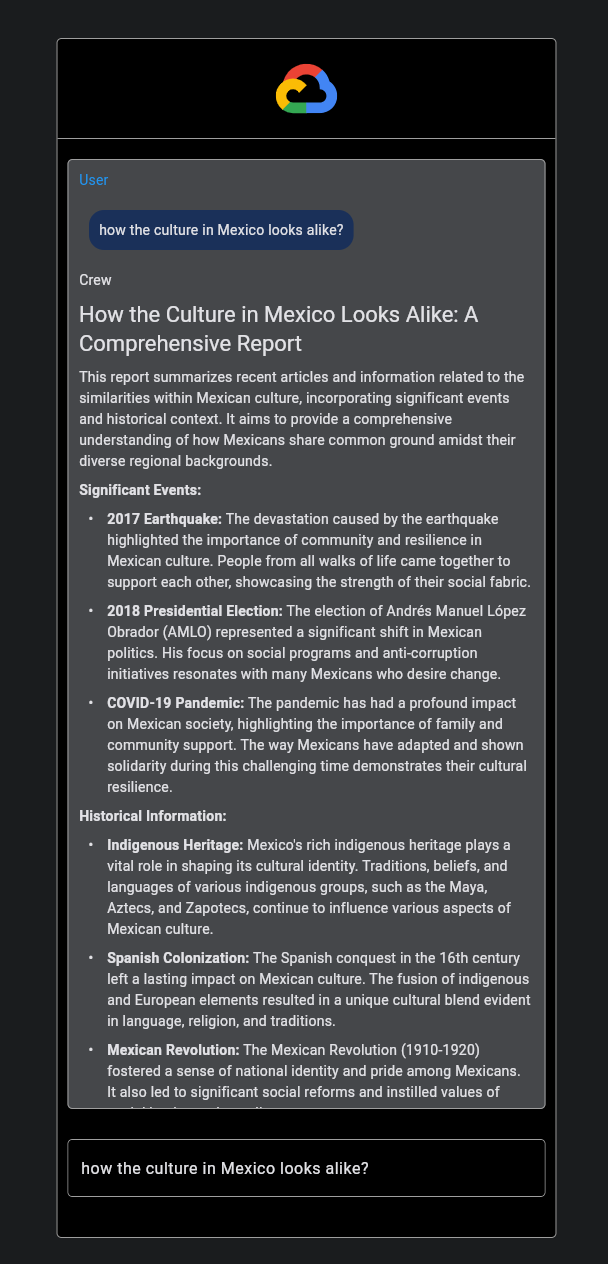 User
how the culture in Mexico looks alike?
Crew
How the Culture in Mexico Looks Alike: A
Comprehensive Report
This report summarizes recent articles and information related to the
similarities within Mexican culture, incorporating significant events
and historical context. It aims to provide a comprehensive
understanding of how Mexicans share common ground amidst their
diverse regional backgrounds.
Significant Events:
• 2017 Earthquake: The devastation caused by the earthquake
highlighted the importance of community and resilience in
Mexican culture. People from all walks of life came together to
support each other, showcasing the strength of their social fabric.
• 2018 Presidential Election: The election of Andrés Manuel López
Obrador (AMLO) represented a significant shift in Mexican
politics. His focus on social programs and anti-corruption
initiatives resonates with many Mexicans who desire change.
• COVID-19 Pandemic: The pandemic has had a profound impact
on Mexican society, highlighting the importance of family and
community support. The way Mexicans have adapted and shown
solidarity during this challenging time demonstrates their cultural
resilience.
Historical Information:
• Indigenous Heritage: Mexico's rich indigenous heritage plays a
vital role in shaping its cultural identity. Traditions, beliefs, and
languages of various indigenous groups, such as the Maya,
Aztecs, and Zapotecs, continue to influence various aspects of
Mexican culture.
• Spanish Colonization: The Spanish conquest in the 16th century
left a lasting impact on Mexican culture. The fusion of indigenous
and European elements resulted in a unique cultural blend evident
in language, religion, and traditions.
• Mexican Revolution: The Mexican Revolution (1910-1920)
fostered a sense of national identity and pride among Mexicans.
It also led to significant social reforms and instilled values of
how the culture in Mexico looks alike?